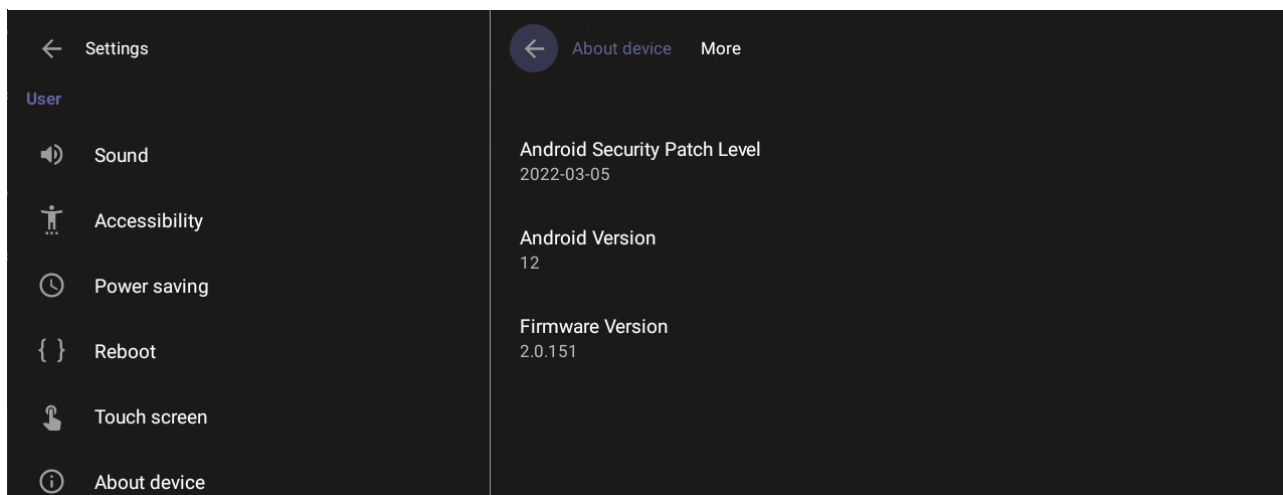 Settings
User
Sound
Accessibility
Power saving
Reboot
Touch screen
About device
About device More
Android Security Patch Level
2022-03-05
Android Version
12
Firmware Version
2.0.151